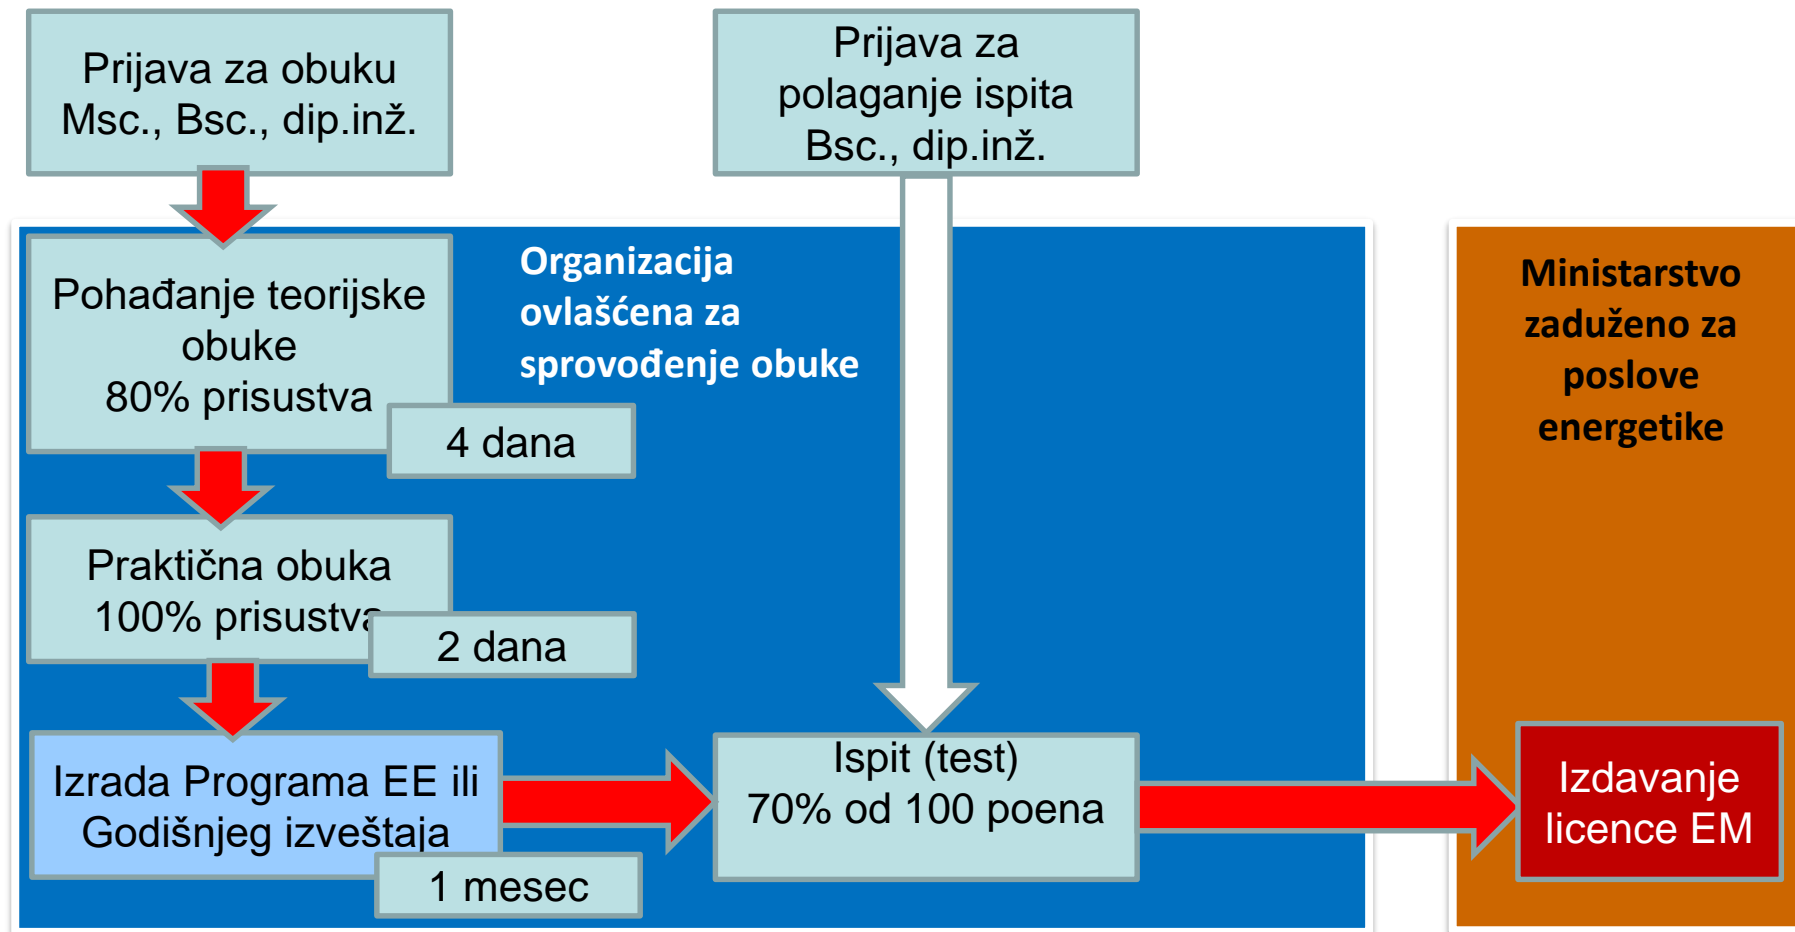 Prijava za obuku
Msc., Bsc., dip.inž.
Prijava za
polaganje ispita
Bsc., dip.inž.
Pohađanje teorijske
obuke
80% prisustva
4 dana
Organizacija
ovlašćena za
sprovođenje obuke
Ministarstvo
zaduženo za
poslove
energetike
Praktična obuka
100% prisustva
2 dana
Izrada Programa EE ili
Godišnjeg izveštaja
1 mesec
Ispit (test)
70% od 100 poena
Izdavanje
licence EM